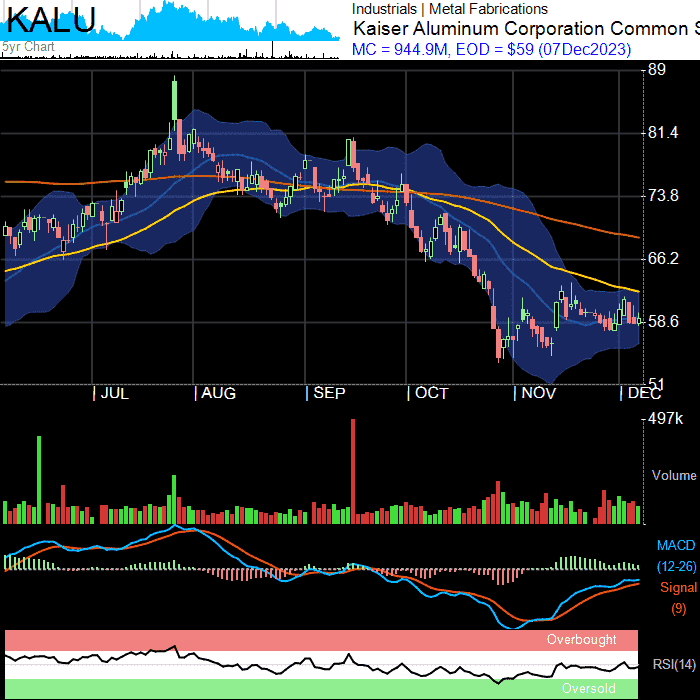 KALU
5yr Chart
Industrials | Metal Fabrications
Kaiser Aluminum Corporation Common S
MC = 944.9M, EOD = $59 (07Dec2023)
89
81.4
73.8
66.2
58.6
51
| JUL | AUG | SEP | OCT | NOV | DEC
497k
Volume
MACD
(12-26)
Signal
(9)
Overbought
RSI(14)
Oversold